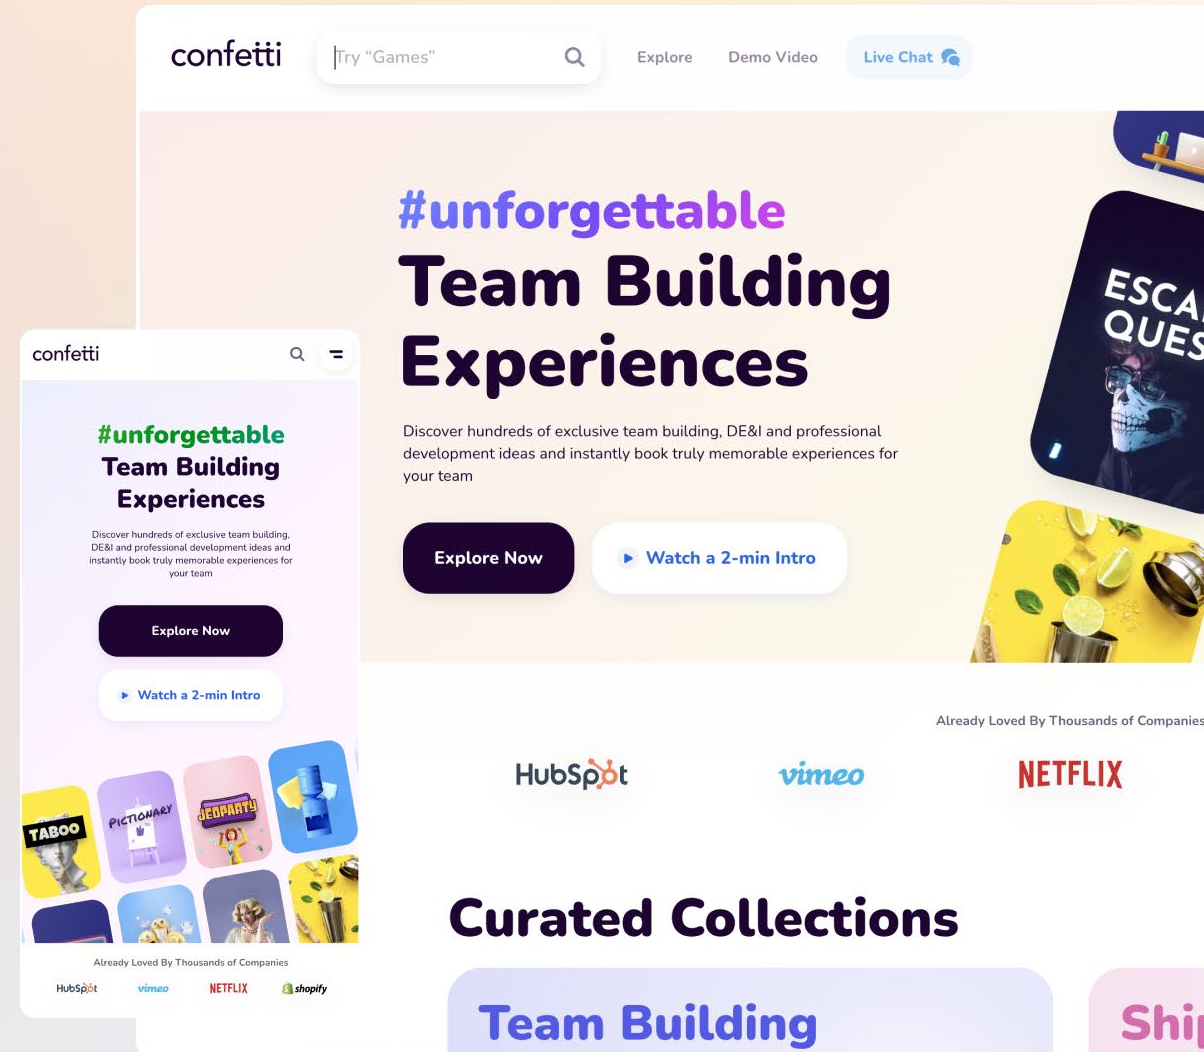 confetti
Try “Games”
Explore
Demo Video
Live Chat
#unforgettable
Team Building
Experiences
Discover hundreds of exclusive team building, DE&I and professional
development ideas and instantly book truly memorable experiences for
your team
Explore Now
Watch a 2-min Intro
Already Loved By Thousands of Companies
HubSpot
vimeo
NETFLIX
Curated Collections
Team Building
confetti
#unforgettable
Team Building
Experiences
Discover hundreds of exclusive team building,
DE&I and professional development ideas and
instantly book truly memorable experiences for
your team
Explore Now
Watch a 2-min Intro
TABOO
PICTIONARY
JEOPARTY
Already Loved By Thousands of Companies
HubSpot
vimeo
NETFLIX
shopify